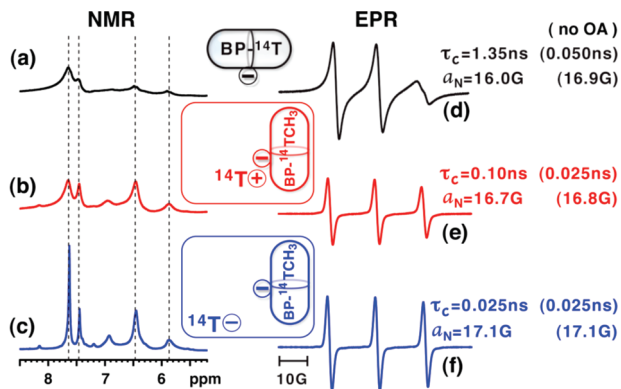 NMR
EPR
(a)
BP-¹⁴T
−
( no OA)
τc=1.35ns (0.050ns)
aN=16.0G (16.9G)
(d)
(b)
BP-¹⁴TCH₃
−
¹⁴T⊕
τc=0.10ns (0.025ns)
aN=16.7G (16.8G)
(e)
(c)
BP-¹⁴TCH₃
−
¹⁴T⊖
τc=0.025ns (0.025ns)
aN=17.1G (17.1G)
(f)
8 7 6 ppm
10G